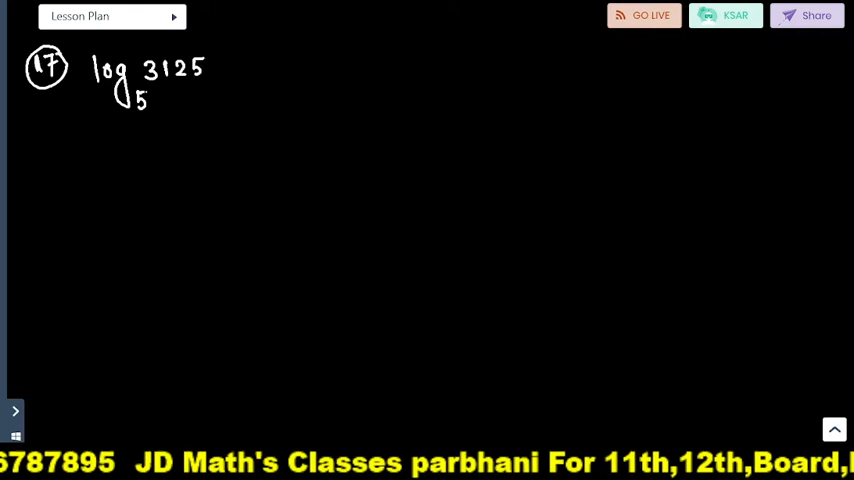 Lesson Plan
GO LIVE
KSAR
Share
17 log 3125
5
6787895 JD Math's Classes parbhani For 11th,12th,Board,